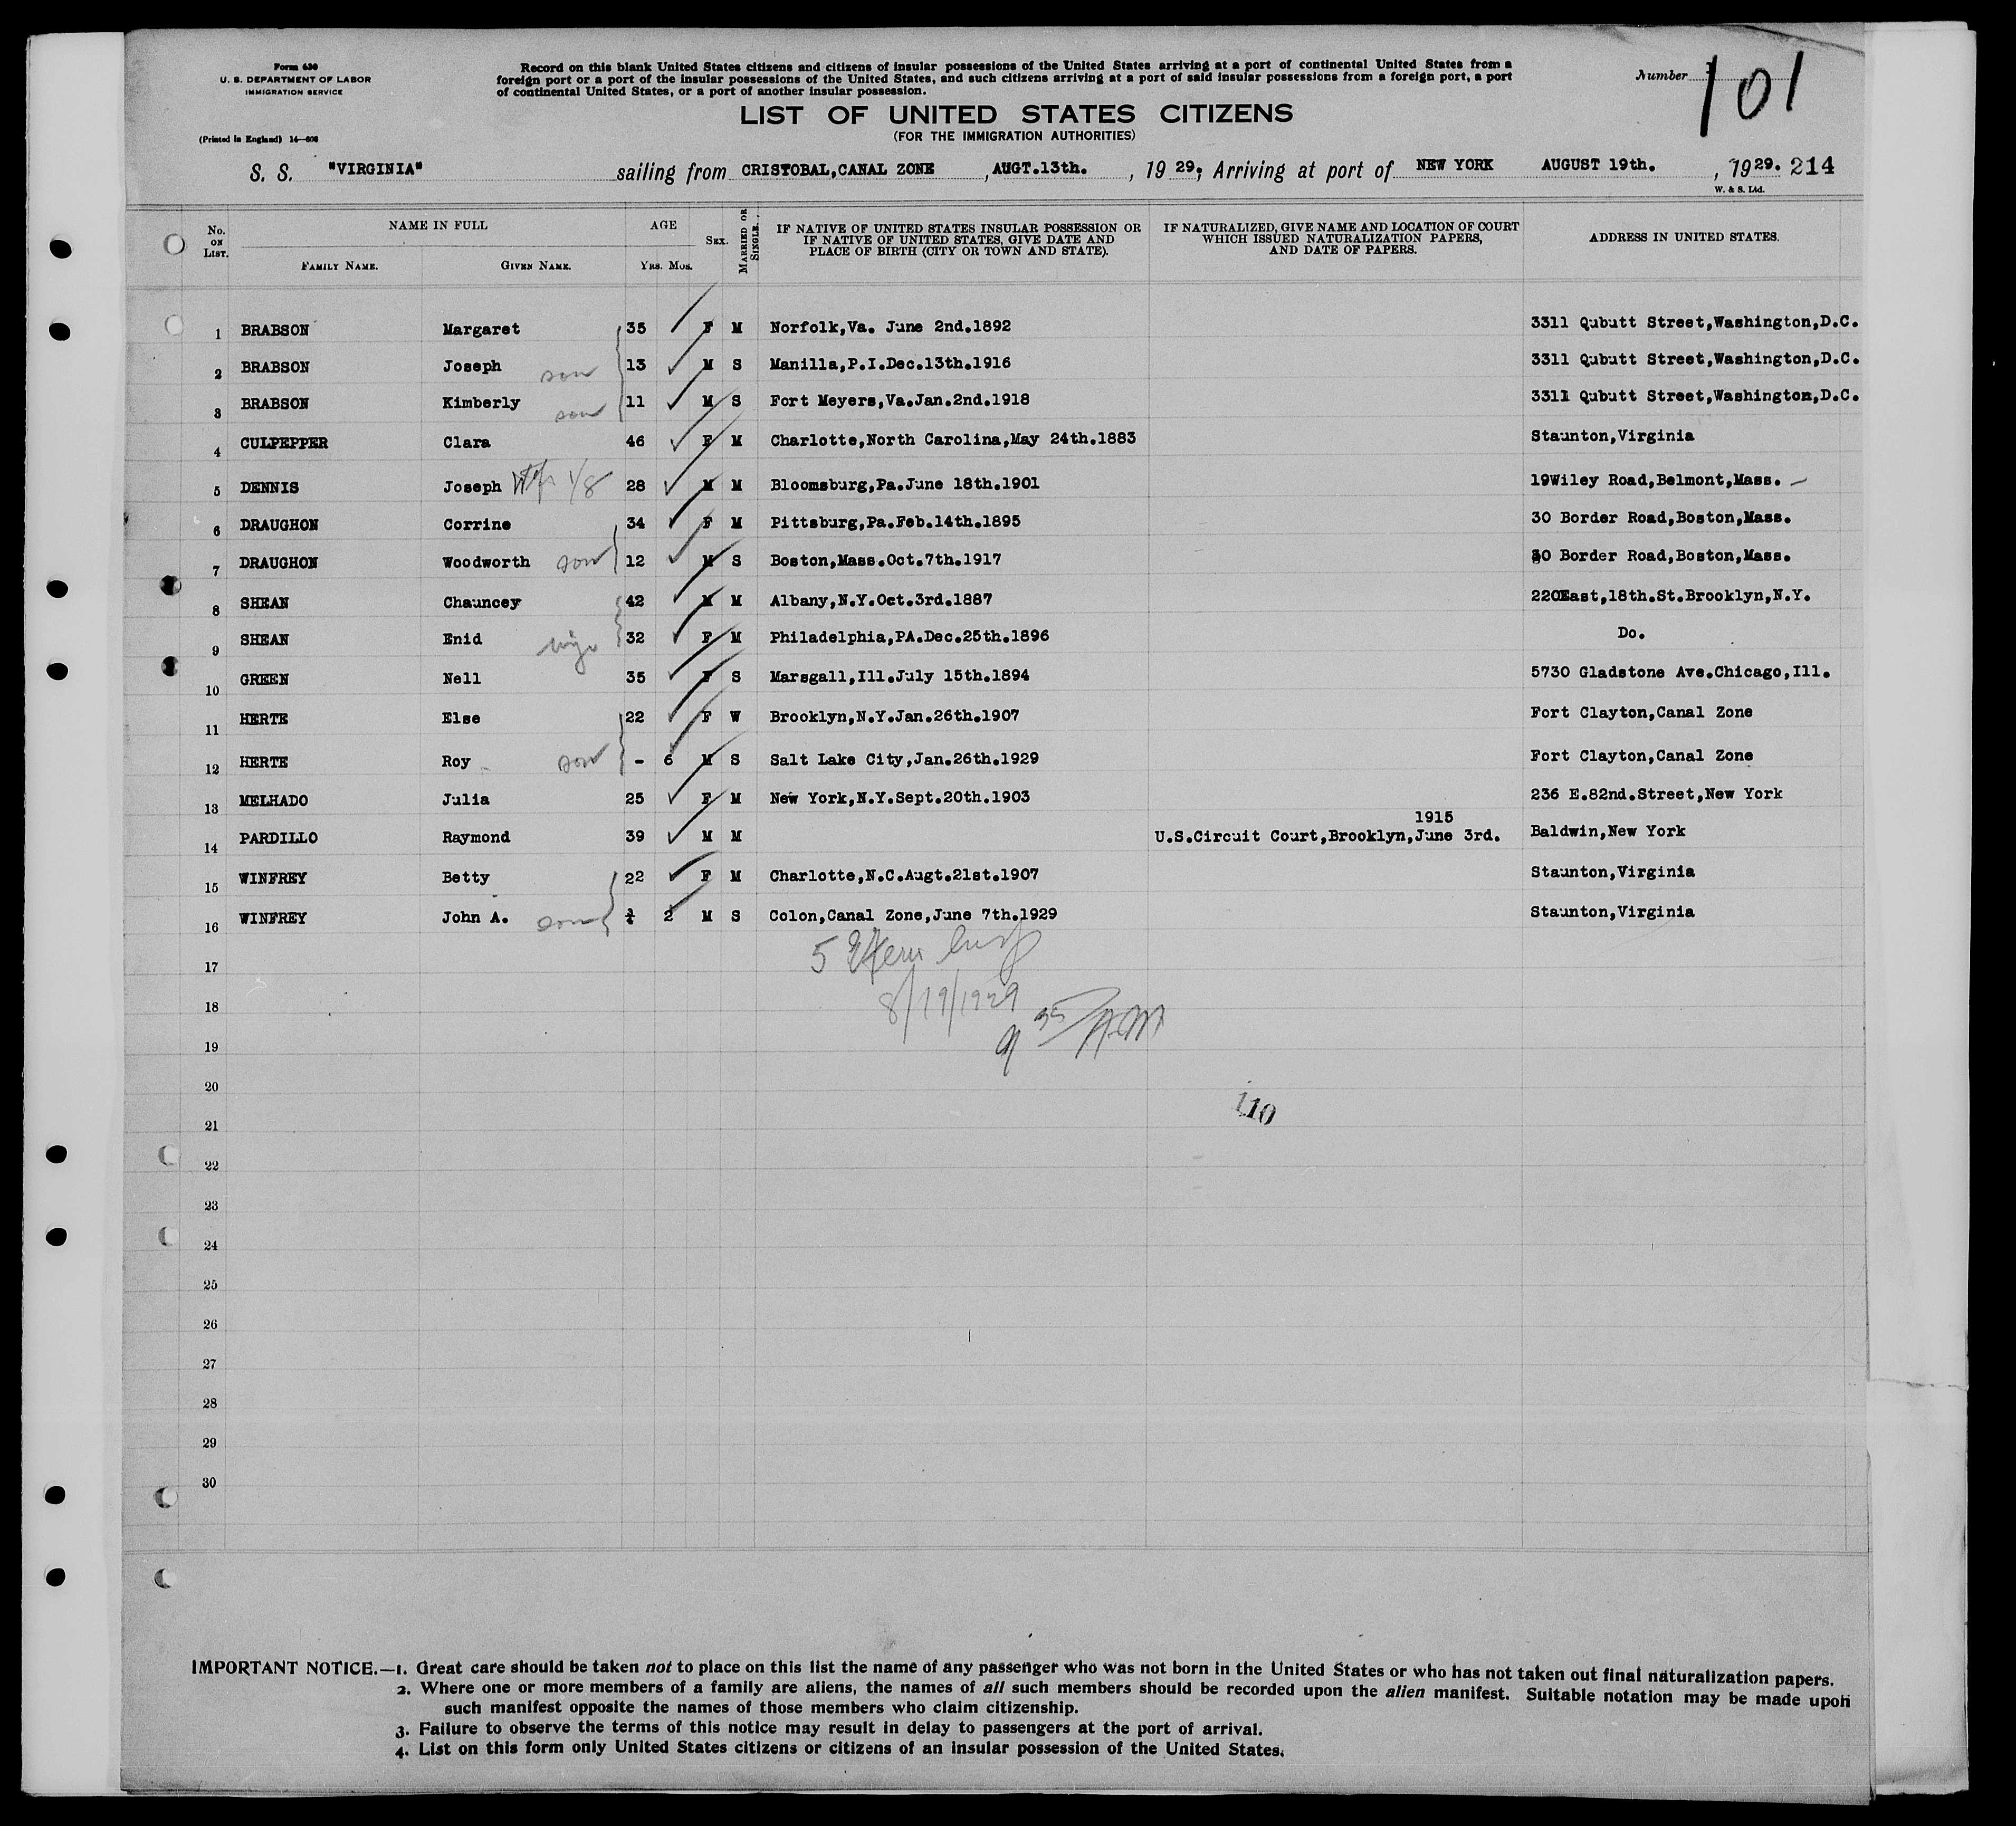 Form 630
U. S. DEPARTMENT OF LABOR
IMMIGRATION SERVICE
(Printed in England) 14—608
Record on this blank United States citizens and citizens of insular possessions of the United States arriving at a port of continental United States from a
foreign port or a port of the insular possessions of the United States, and such citizens arriving at a port of said insular possessions from a foreign port, a port
of continental United States, or a port of another insular possession.
Number 101
LIST OF UNITED STATES CITIZENS
(FOR THE IMMIGRATION AUTHORITIES)
S. S. "VIRGINIA" sailing from CRISTOBAL,CANAL ZONE , AUGT.13th. , 19 29; Arriving at port of NEW YORK AUGUST 19th. , 1929. 214
W. & S. Ltd.
No. ON LIST. NAME IN FULL FAMILY NAME. GIVEN NAME. AGE YRS. MOS. SEX. MARRIED OR SINGLE. IF NATIVE OF UNITED STATES INSULAR POSSESSION OR IF NATIVE OF UNITED STATES, GIVE DATE AND PLACE OF BIRTH (CITY OR TOWN AND STATE). IF NATURALIZED, GIVE NAME AND LOCATION OF COURT WHICH ISSUED NATURALIZATION PAPERS, AND DATE OF PAPERS. ADDRESS IN UNITED STATES.
1 BRABSON Margaret 35 F M Norfolk,Va. June 2nd.1892 3311 Qubutt Street,Washington,D.C.
2 BRABSON Joseph son 13 M S Manilla,P.I.Dec.13th.1916 3311 Qubutt Street,Washington,D.C.
3 BRABSON Kimberly son 11 M S Fort Meyers,Va.Jan.2nd.1918 3311 Qubutt Street,Washington,D.C.
4 CULPEPPER Clara 46 F M Charlotte,North Carolina,May 24th.1883 Staunton,Virginia
5 DENNIS Joseph 1/8 28 M M Bloomsburg,Pa.June 18th.1901 19Wiley Road,Belmont,Mass.
6 DRAUGHON Corrine 34 F M Pittsburg,Pa.Feb.14th.1895 30 Border Road,Boston,Mass.
7 DRAUGHON Woodworth son 12 M S Boston,Mass.Oct.7th.1917 30 Border Road,Boston,Mass.
8 SHEAN Chauncey 42 M M Albany,N.Y.Oct.3rd.1887 220East,18th.St.Brooklyn,N.Y.
9 SHEAN Enid wife 32 F M Philadelphia,PA.Dec.25th.1896 Do.
10 GREEN Nell 35 F S Marsgall,Ill.July 15th.1894 5730 Gladstone Ave.Chicago,Ill.
11 HERTE Else 22 F W Brooklyn,N.Y.Jan.26th.1907 Fort Clayton,Canal Zone
12 HERTE Roy son - 6 M S Salt Lake City,Jan.26th.1929 Fort Clayton,Canal Zone
13 MELHADO Julia 25 F M New York,N.Y.Sept.20th.1903 236 E.82nd.Street,New York
1915
14 PARDILLO Raymond 39 M M U.S.Circuit Court,Brooklyn,June 3rd. Baldwin,New York
15 WINFREY Betty 22 F M Charlotte,N.C.Augt.21st.1907 Staunton,Virginia
16 WINFREY John A. son 2 M S Colon,Canal Zone,June 7th.1929 Staunton,Virginia
17
18 8/19/1929
19 9 35/AM
20
110
21
22
23
24
25
26
27
28
29
30
IMPORTANT NOTICE.—1. Great care should be taken not to place on this list the name of any passenger who was not born in the United States or who has not taken out final naturalization papers.
2. Where one or more members of a family are aliens, the names of all such members should be recorded upon the alien manifest. Suitable notation may be made upon
such manifest opposite the names of those members who claim citizenship.
3. Failure to observe the terms of this notice may result in delay to passengers at the port of arrival.
4. List on this form only United States citizens or citizens of an insular possession of the United States.